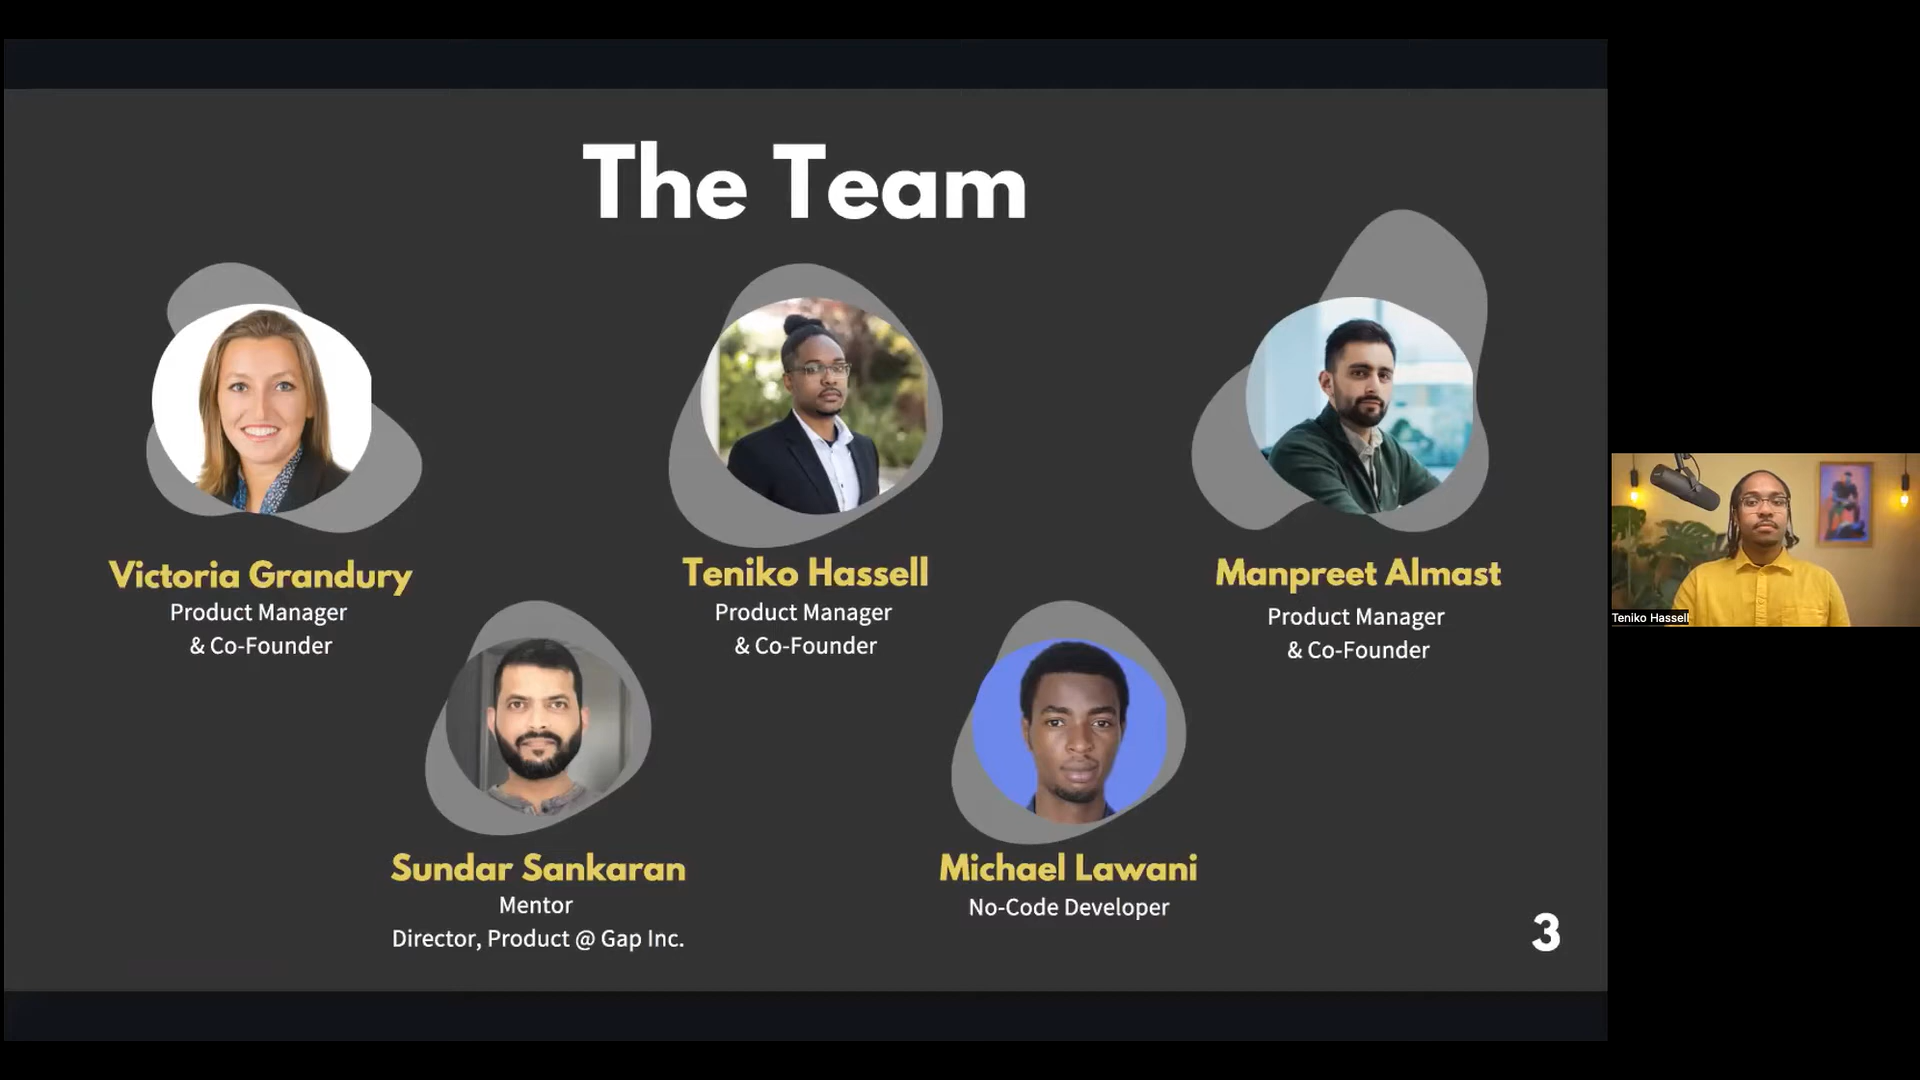 The Team
Victoria Grandury
Product Manager
& Co-Founder
Teniko Hassell
Product Manager
& Co-Founder
Manpreet Almast
Product Manager
& Co-Founder
Sundar Sankaran
Mentor
Director, Product @ Gap Inc.
Michael Lawani
No-Code Developer
3
Teniko Hassell